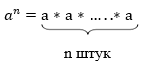 aⁿ = a * a * ….. * a
n штук